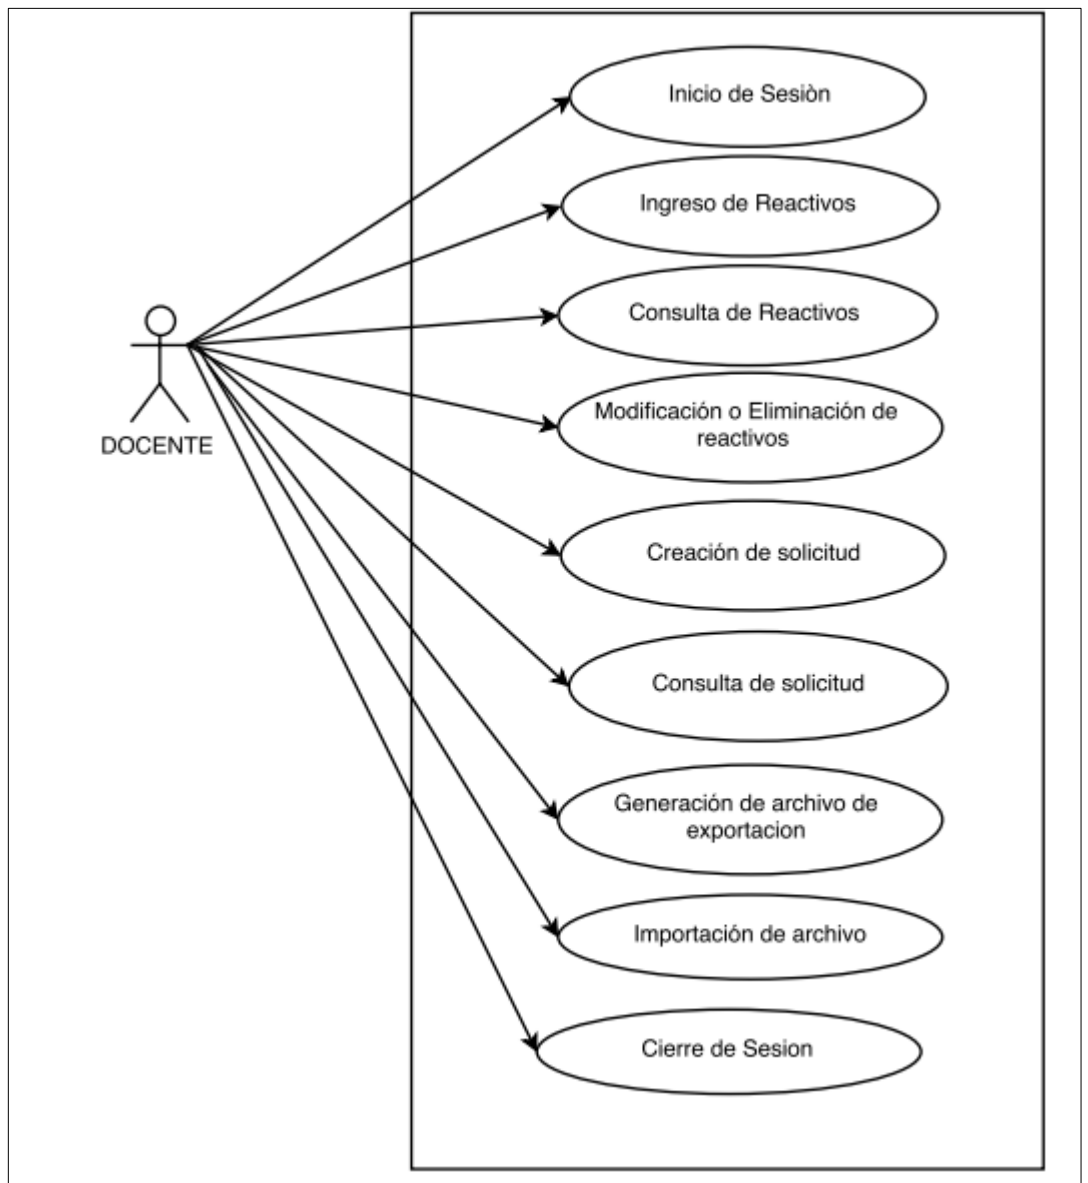 Inicio de Sesiòn
Ingreso de Reactivos
Consulta de Reactivos
Modificación o Eliminación de
reactivos
DOCENTE
Creación de solicitud
Consulta de solicitud
Generación de archivo de
exportacion
Importación de archivo
Cierre de Sesion